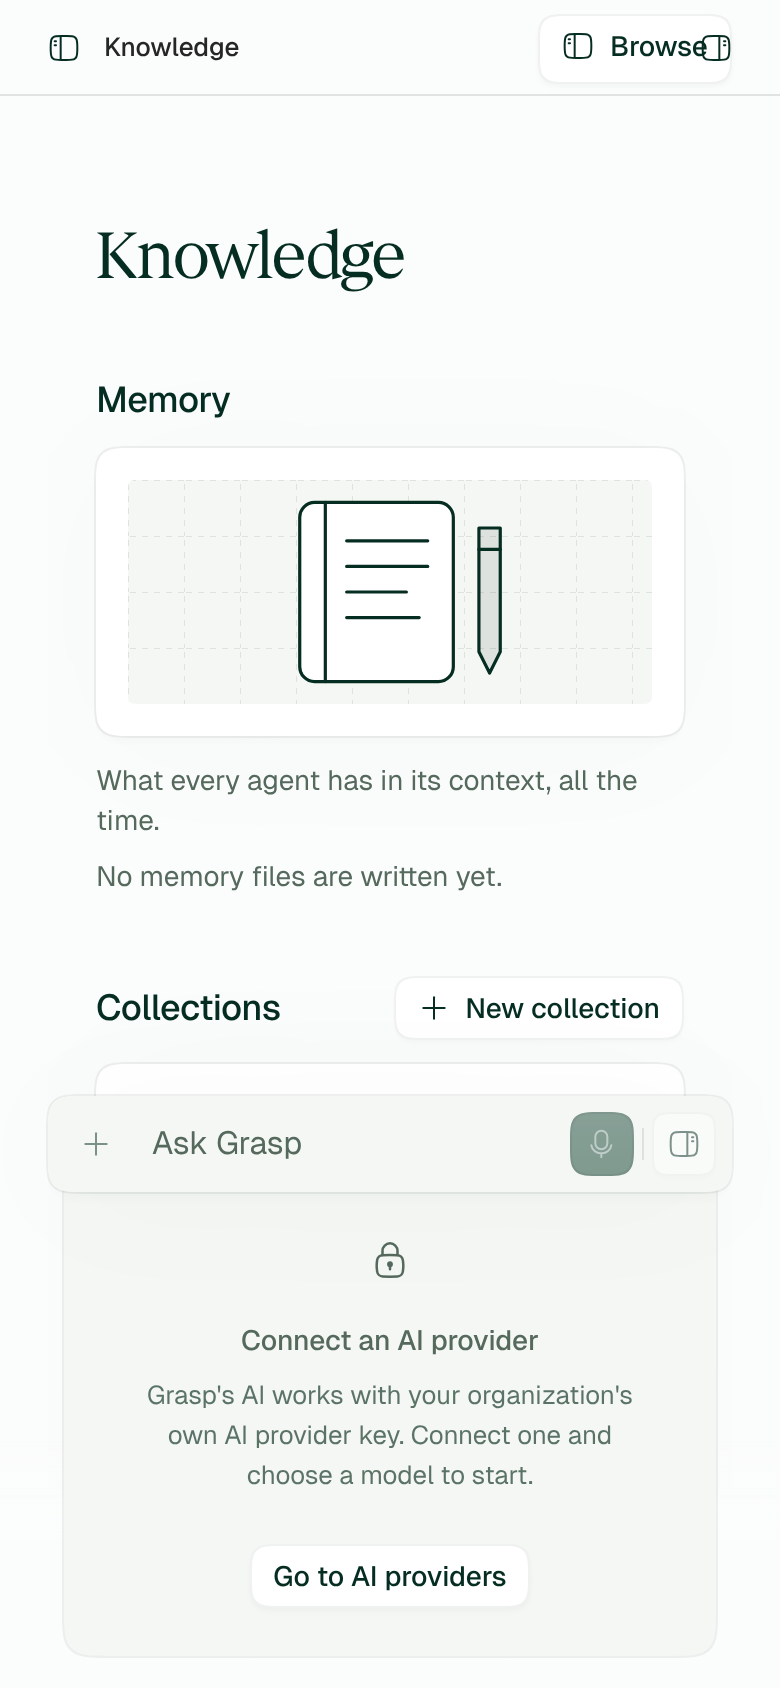 Knowledge
Browse
Knowledge
Memory
What every agent has in its context, all the
time.
No memory files are written yet.
Collections
New collection
Ask Grasp
Connect an AI provider
Grasp's AI works with your organization's
own AI provider key. Connect one and
choose a model to start.
Go to AI providers